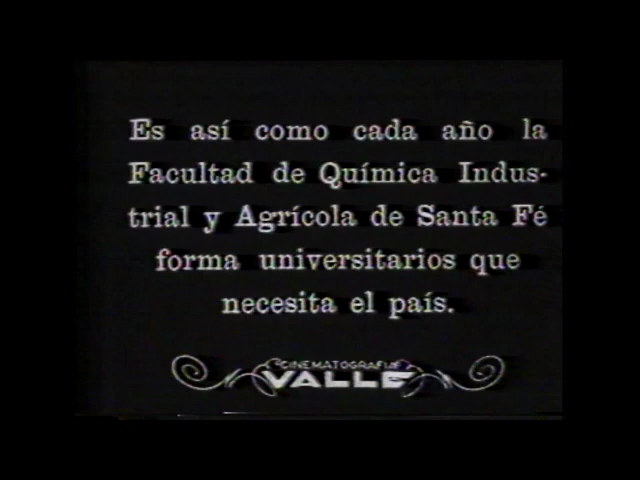 Es así como cada año la
Facultad de Química Indus-
trial y Agrícola de Santa Fé
forma universitarios que
necesita el país.
CINEMATOGRAFIA
VALLE